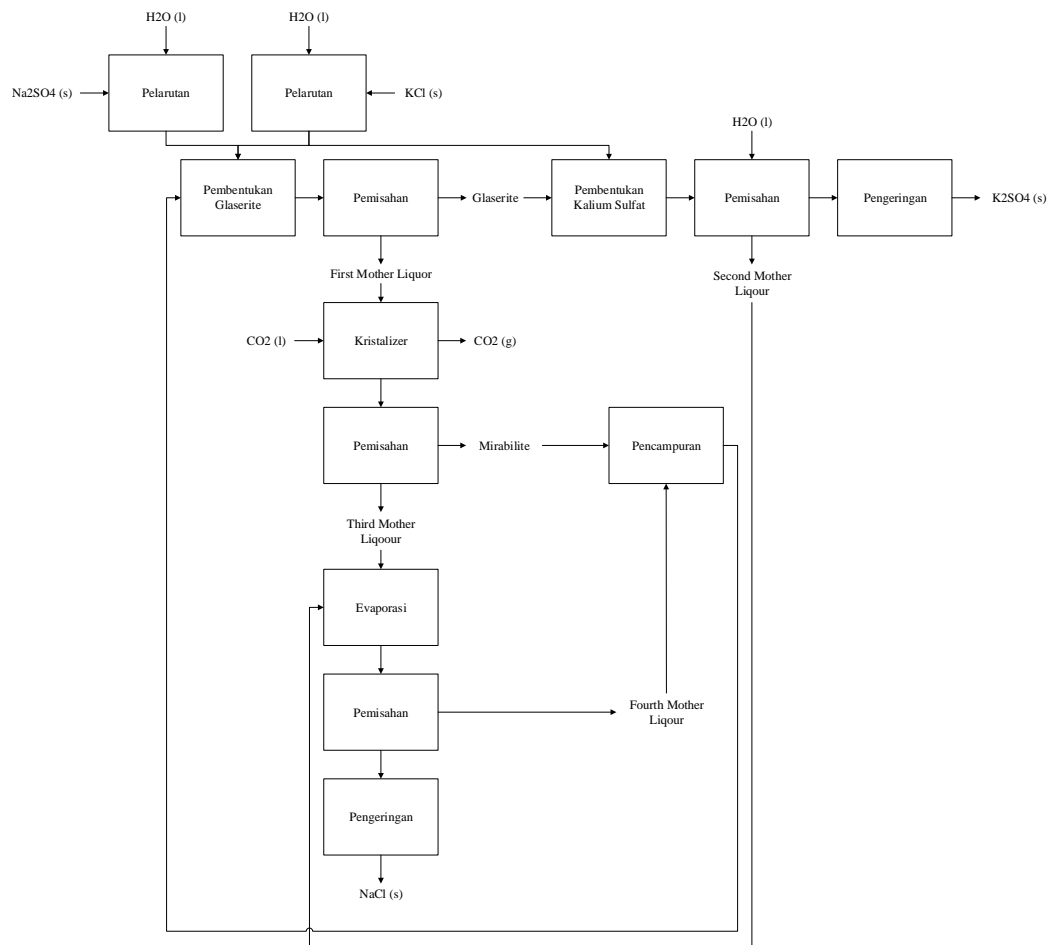 H2O (l)
H2O (l)
Na2SO4 (s)
Pelarutan
Pelarutan
KCl (s)
H2O (l)
Pembentukan
Glaserite
Pemisahan
Glaserite
Pembentukan
Kalium Sulfat
Pemisahan
Pengeringan
K2SO4 (s)
First Mother Liquor
Second Mother
Liqour
CO2 (l)
Kristalizer
CO2 (g)
Pemisahan
Mirabilite
Pencampuran
Third Mother
Liqoour
Evaporasi
Pemisahan
Fourth Mother
Liqour
Pengeringan
NaCl (s)